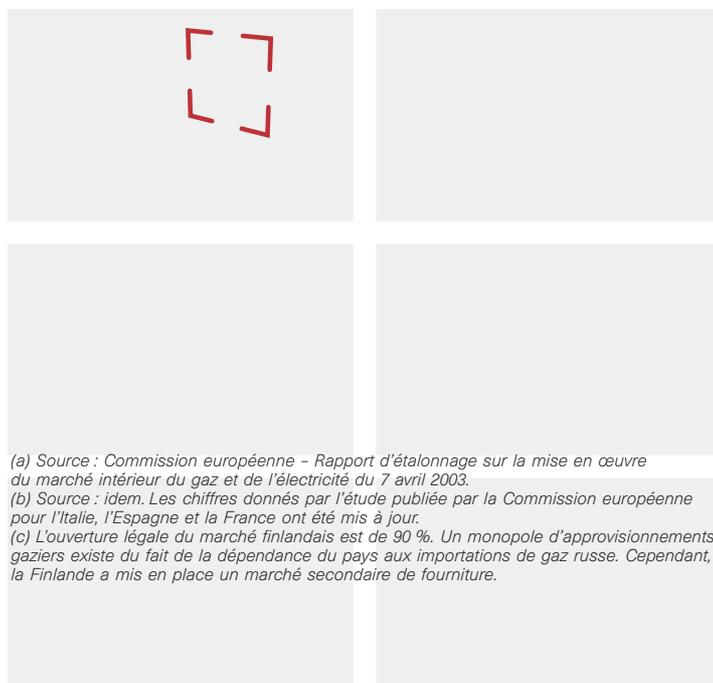 (a) Source : Commission européenne – Rapport d’étalonnage sur la mise en œuvre
du marché intérieur du gaz et de l’électricité du 7 avril 2003.
(b) Source : idem. Les chiffres donnés par l’étude publiée par la Commission européenne
pour l’Italie, l’Espagne et la France ont été mis à jour.
(c) L’ouverture légale du marché finlandais est de 90 %. Un monopole d’approvisionnements
gaziers existe du fait de la dépendance du pays aux importations de gaz russe. Cependant,
la Finlande a mis en place un marché secondaire de fourniture.